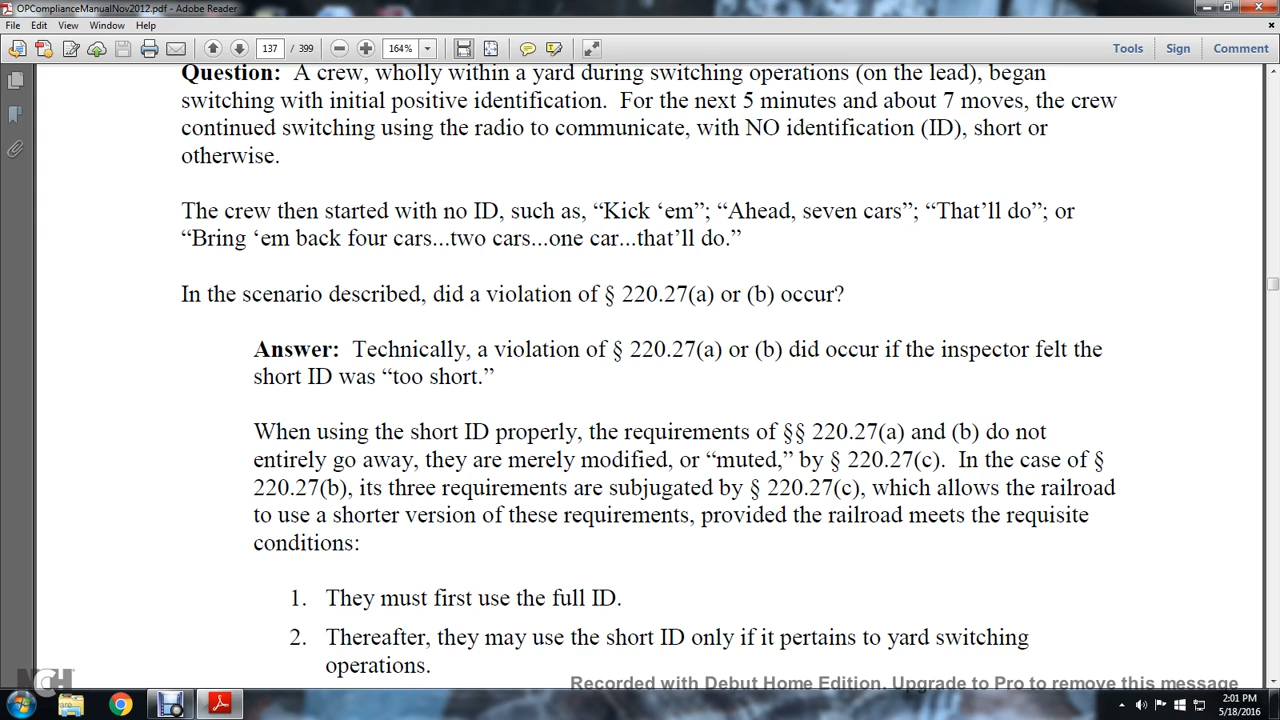 OPComplianceManualNov2012.pdf - Adobe Reader
File Edit View Window Help
137 / 399 164% Tools Sign Comment
Question: A crew, wholly within a yard during switching operations (on the lead), began
switching with initial positive identification. For the next 5 minutes and about 7 moves, the crew
continued switching using the radio to communicate, with NO identification (ID), short or
otherwise.
The crew then started with no ID, such as, “Kick ‘em”; “Ahead, seven cars”; “That’ll do”; or
“Bring ‘em back four cars...two cars...one car...that’ll do.”
In the scenario described, did a violation of § 220.27(a) or (b) occur?
Answer: Technically, a violation of § 220.27(a) or (b) did occur if the inspector felt the
short ID was “too short.”
When using the short ID properly, the requirements of §§ 220.27(a) and (b) do not
entirely go away, they are merely modified, or “muted,” by § 220.27(c). In the case of §
220.27(b), its three requirements are subjugated by § 220.27(c), which allows the railroad
to use a shorter version of these requirements, provided the railroad meets the requisite
conditions:
1. They must first use the full ID.
2. Thereafter, they may use the short ID only if it pertains to yard switching
operations.
NCH
Recorded with Debut Home Edition. Upgrade to Pro to remove this message
2:01 PM
5/18/2016